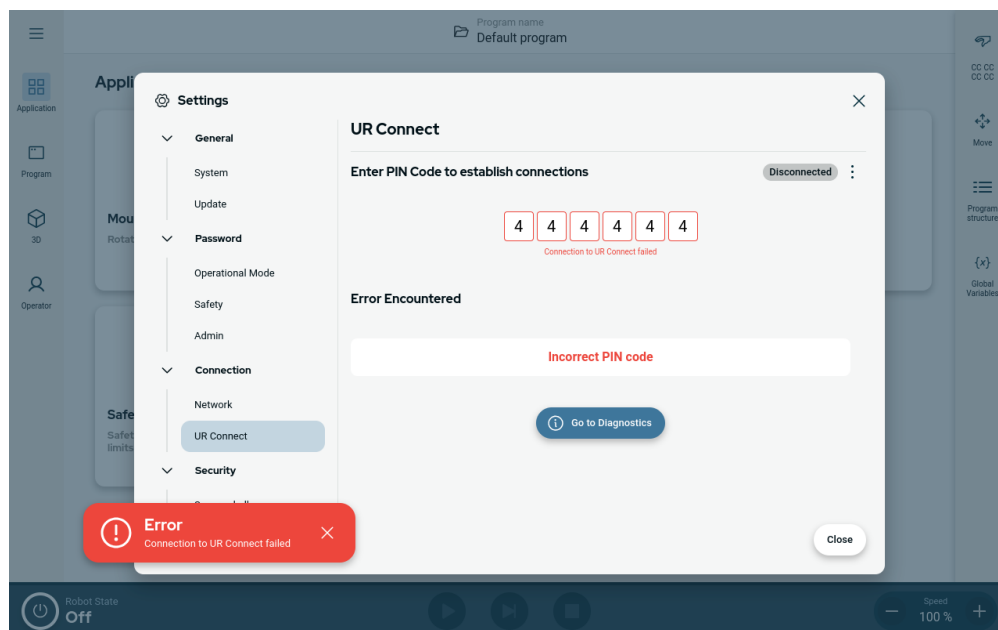 Program name
Default program
Application
Program
3D
Operator
Appli
Mou
Rotat
Safe
Safet
limits
Settings
General
System
Update
Password
Operational Mode
Safety
Admin
Connection
Network
UR Connect
Security
UR Connect
Enter PIN Code to establish connections
Disconnected
4 4 4 4 4 4
Connection to UR Connect failed
Error Encountered
Incorrect PIN code
Go to Diagnostics
Close
Error
Connection to UR Connect failed
CC CC
CC CC
Move
Program
structure
{x}
Global
Variables
Robot State
Off
Speed
100 %